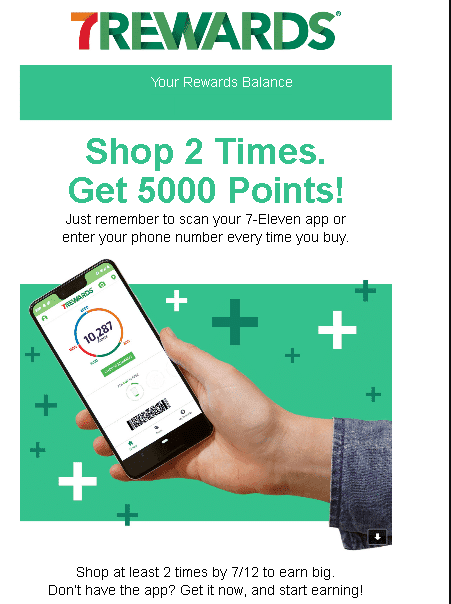 7REWARDS®
Your Rewards Balance
Shop 2 Times.
Get 5000 Points!
Just remember to scan your 7-Eleven app or
enter your phone number every time you buy.
7REWARDS
10,287
Shop at least 2 times by 7/12 to earn big.
Don't have the app? Get it now, and start earning!